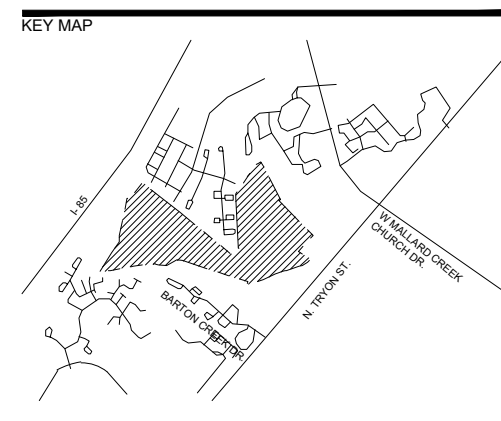 KEY MAP
I-85
W MALLARD CREEK
CHURCH DR.
N. TRYON ST.
BARTON CREEK DR.